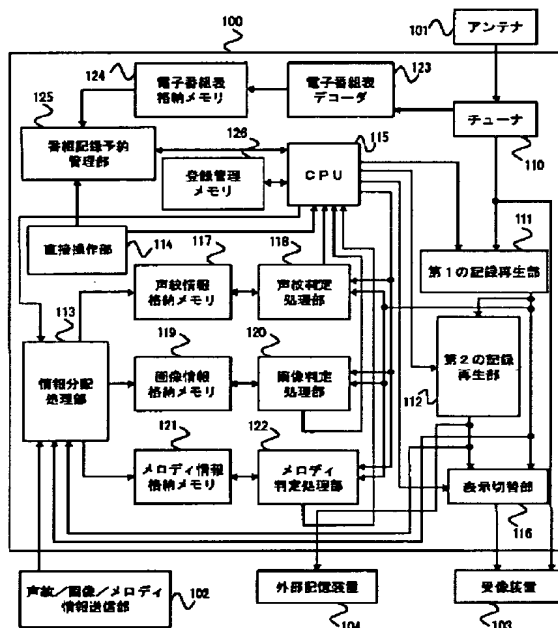 100
101
アンテナ
124
電子番組表
格納メモリ
123
電子番組表
デコーダ
チューナ
110
125
番組記録予約
管理部
126
登録管理
メモリ
115
CPU
111
第1の記録再生部
直接操作部
114
117
声紋情報
格納メモリ
118
声紋判定
処理部
113
情報分配
処理部
119
画像情報
格納メモリ
120
画像判定
処理部
第2の記録
再生部
112
121
メロディ情報
格納メモリ
122
メロディ
判定処理部
表示切替部
116
声紋/画像/メロディ
情報送信部
102
外部記憶装置
104
受像装置
103